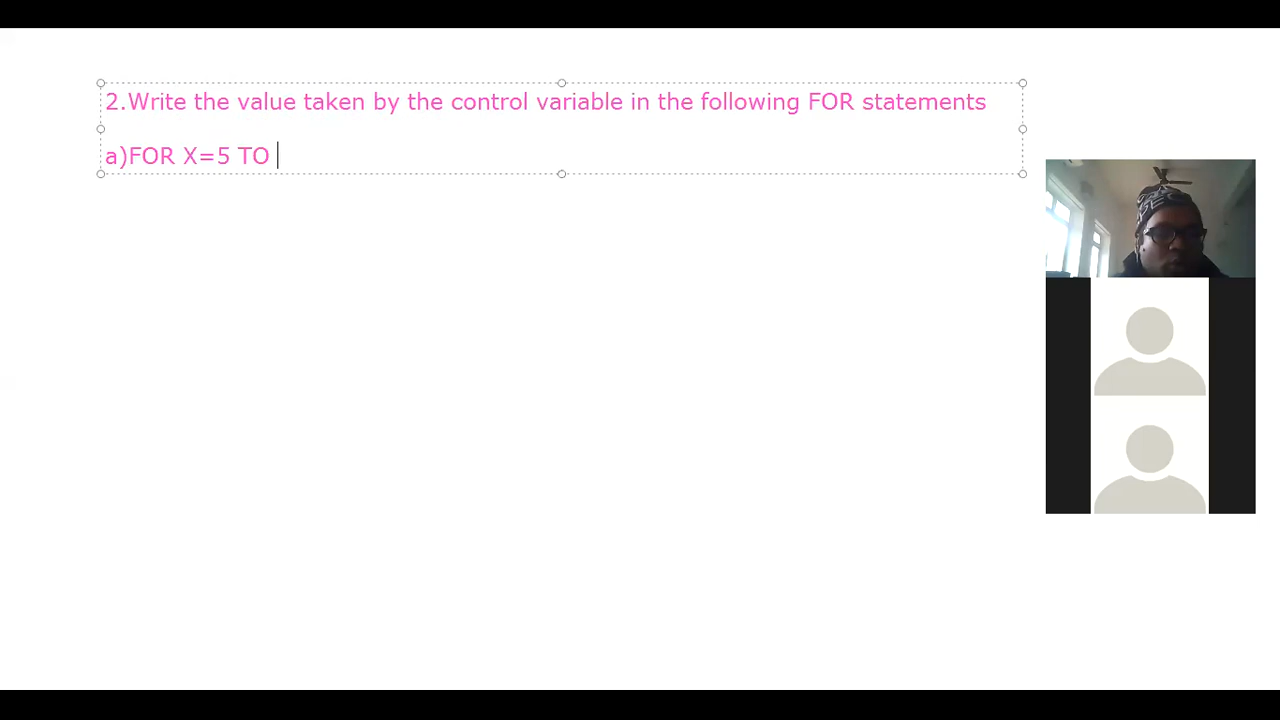 2.Write the value taken by the control variable in the following FOR statements
a)FOR X=5 TO